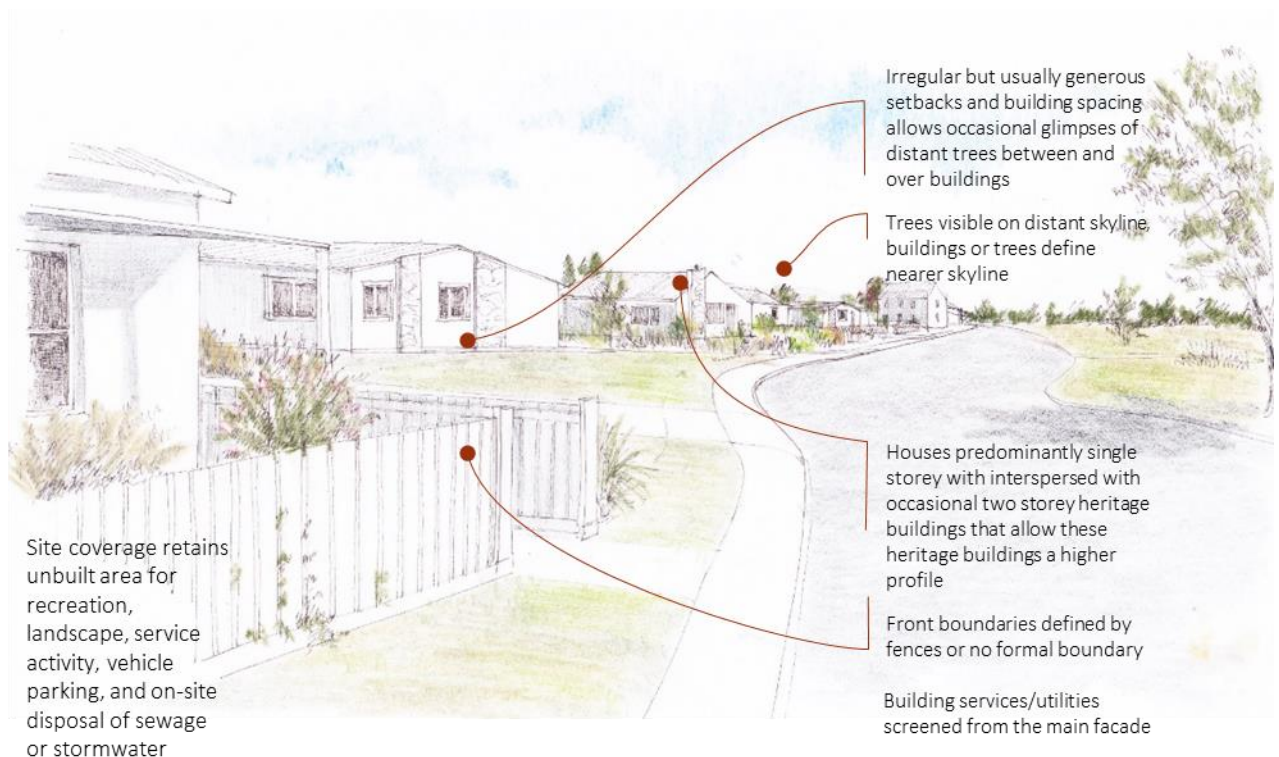 Irregular but usually generous
setbacks and building spacing
allows occasional glimpses of
distant trees between and
over buildings
Trees visible on distant skyline,
buildings or trees define
nearer skyline
Houses predominantly single
storey with interspersed with
occasional two storey heritage
buildings that allow these
heritage buildings a higher
profile
Front boundaries defined by
fences or no formal boundary
Building services/utilities
screened from the main facade
Site coverage retains
unbuilt area for
recreation,
landscape, service
activity, vehicle
parking, and on-site
disposal of sewage
or stormwater